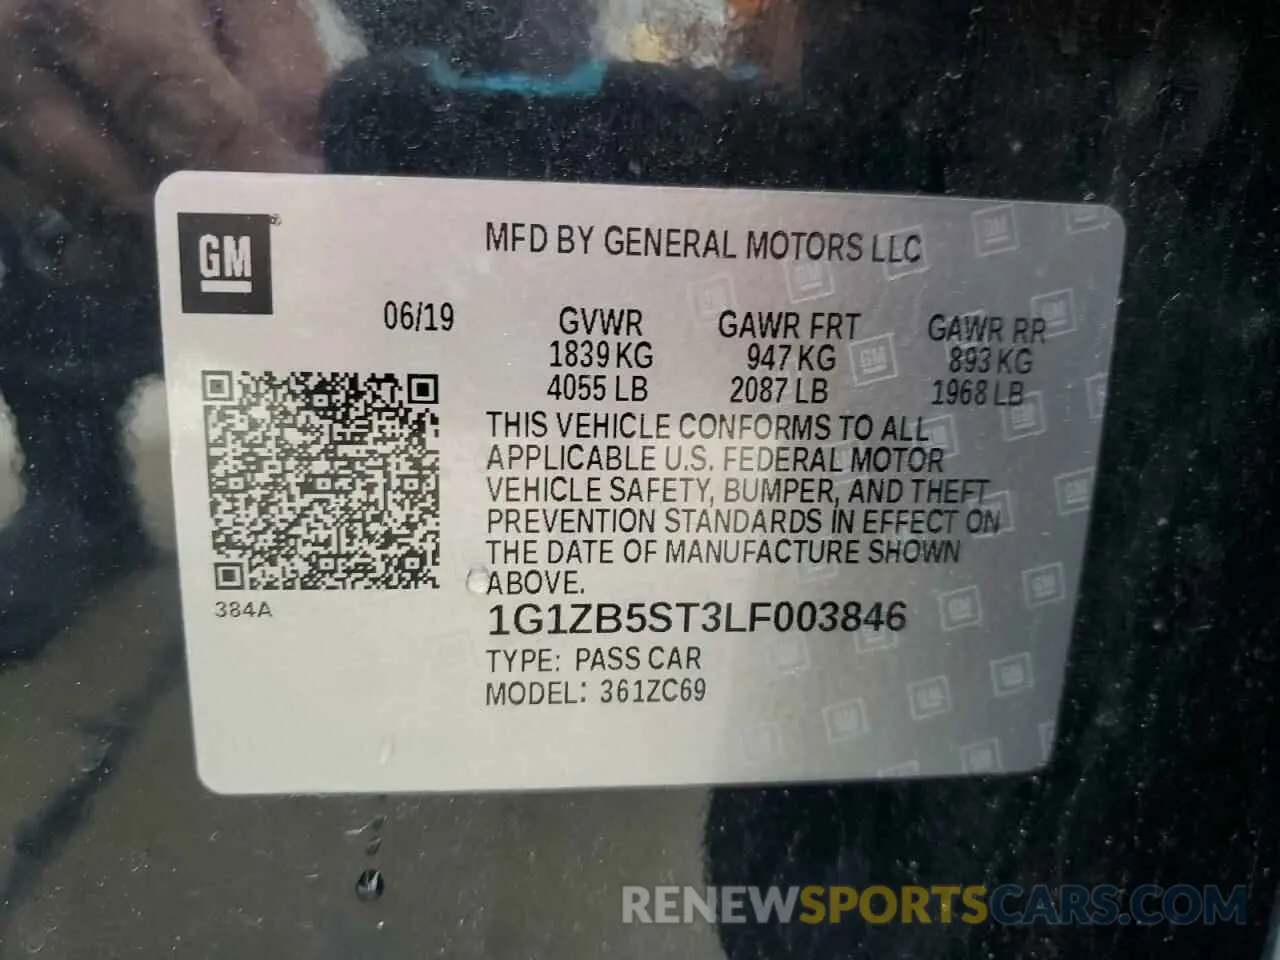 GM
MFD BY GENERAL MOTORS LLC
06/19
GVWR GAWR FRT GAWR RR
1839 KG 947 KG 893 KG
4055 LB 2087 LB 1968 LB
THIS VEHICLE CONFORMS TO ALL
APPLICABLE U.S. FEDERAL MOTOR
VEHICLE SAFETY, BUMPER, AND THEFT
PREVENTION STANDARDS IN EFFECT ON
THE DATE OF MANUFACTURE SHOWN
ABOVE.
384A
1G1ZB5ST3LF003846
TYPE: PASS CAR
MODEL: 361ZC69
RENEWSPORTSCARS.COM